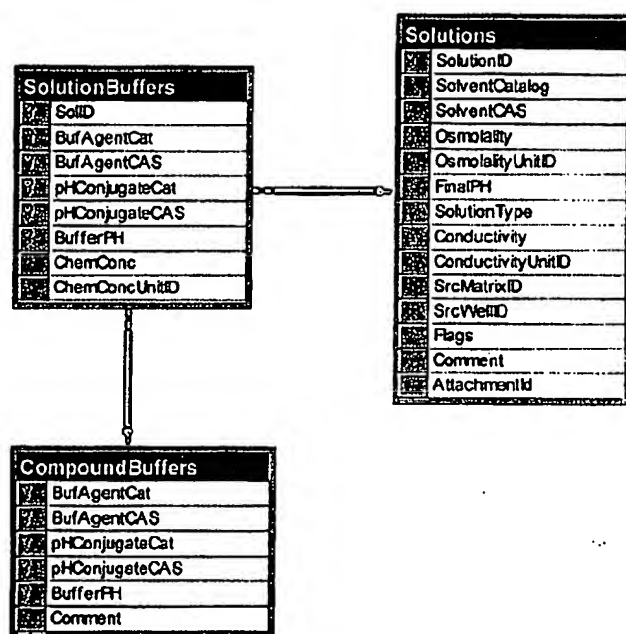 SolutionBuffers
SolID
BufAgentCat
BufAgentCAS
pHConjugateCat
pHConjugateCAS
BufferPH
ChemConc
ChemConcUnitID
Solutions
SolutionID
SolventCatalog
SolventCAS
Osmolality
OsmolalityUnitID
FinalPH
SolutionType
Conductivity
ConductivityUnitID
SrcMatrixID
SrcWellID
Flags
Comment
AttachmentId
CompoundBuffers
BufAgentCat
BufAgentCAS
pHConjugateCat
pHConjugateCAS
BufferPH
Comment